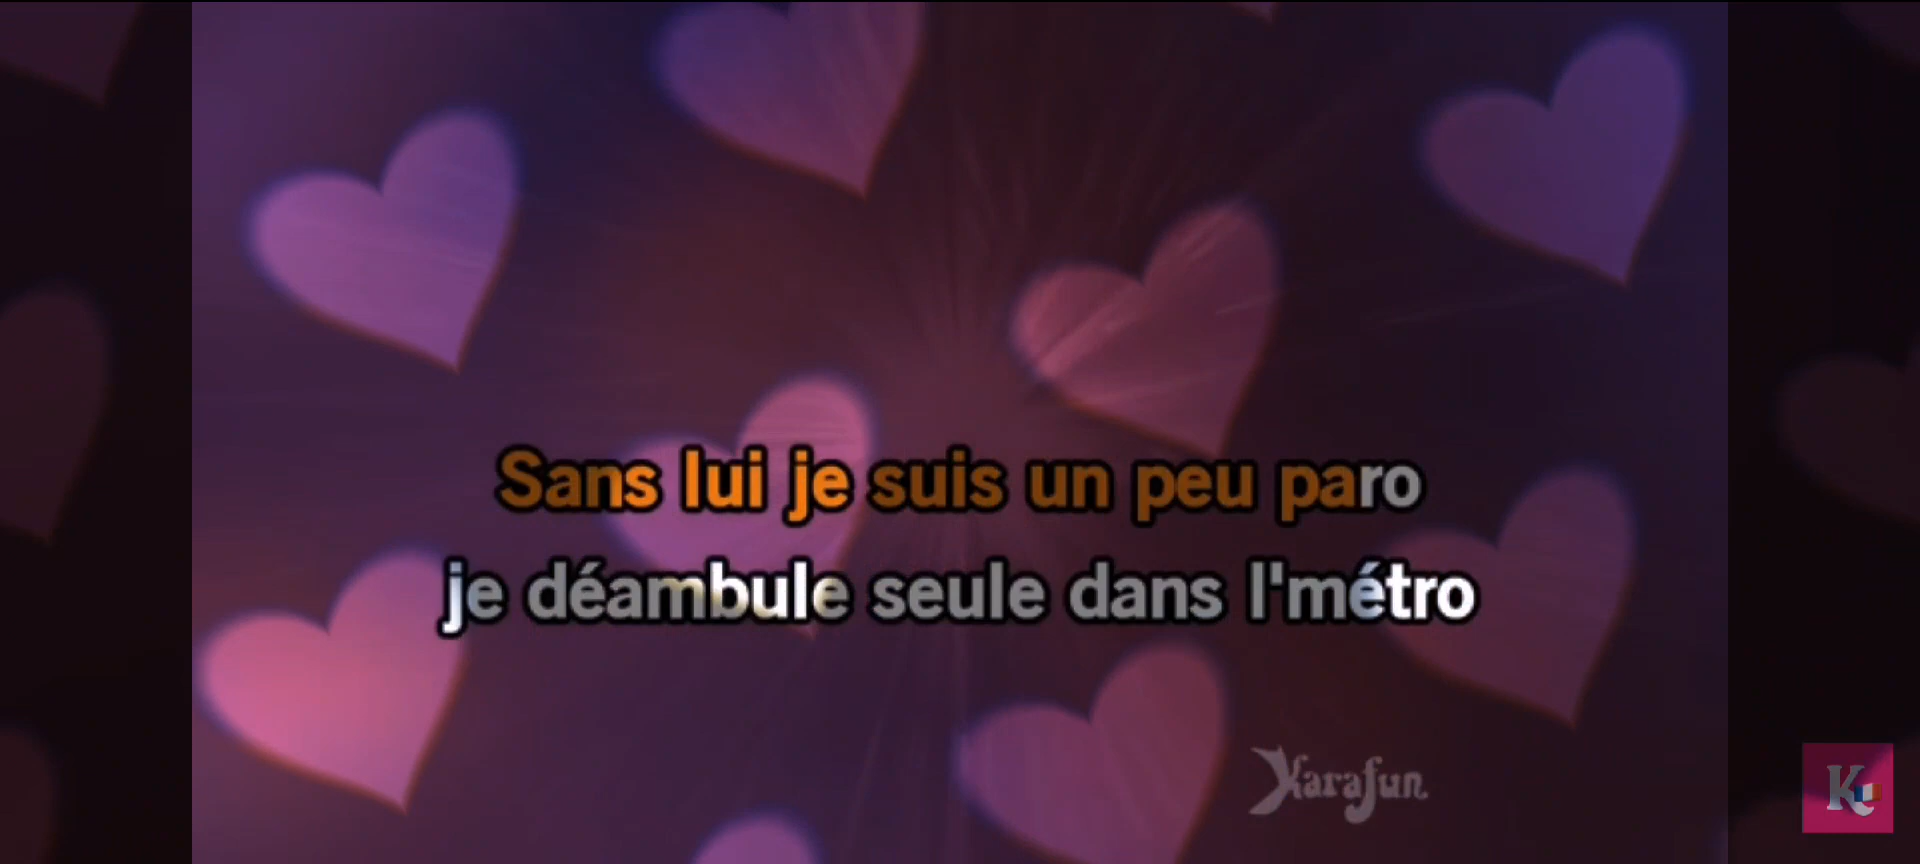 Sans lui je suis un peu paro
je déambule seule dans l'métro
Karafun
K